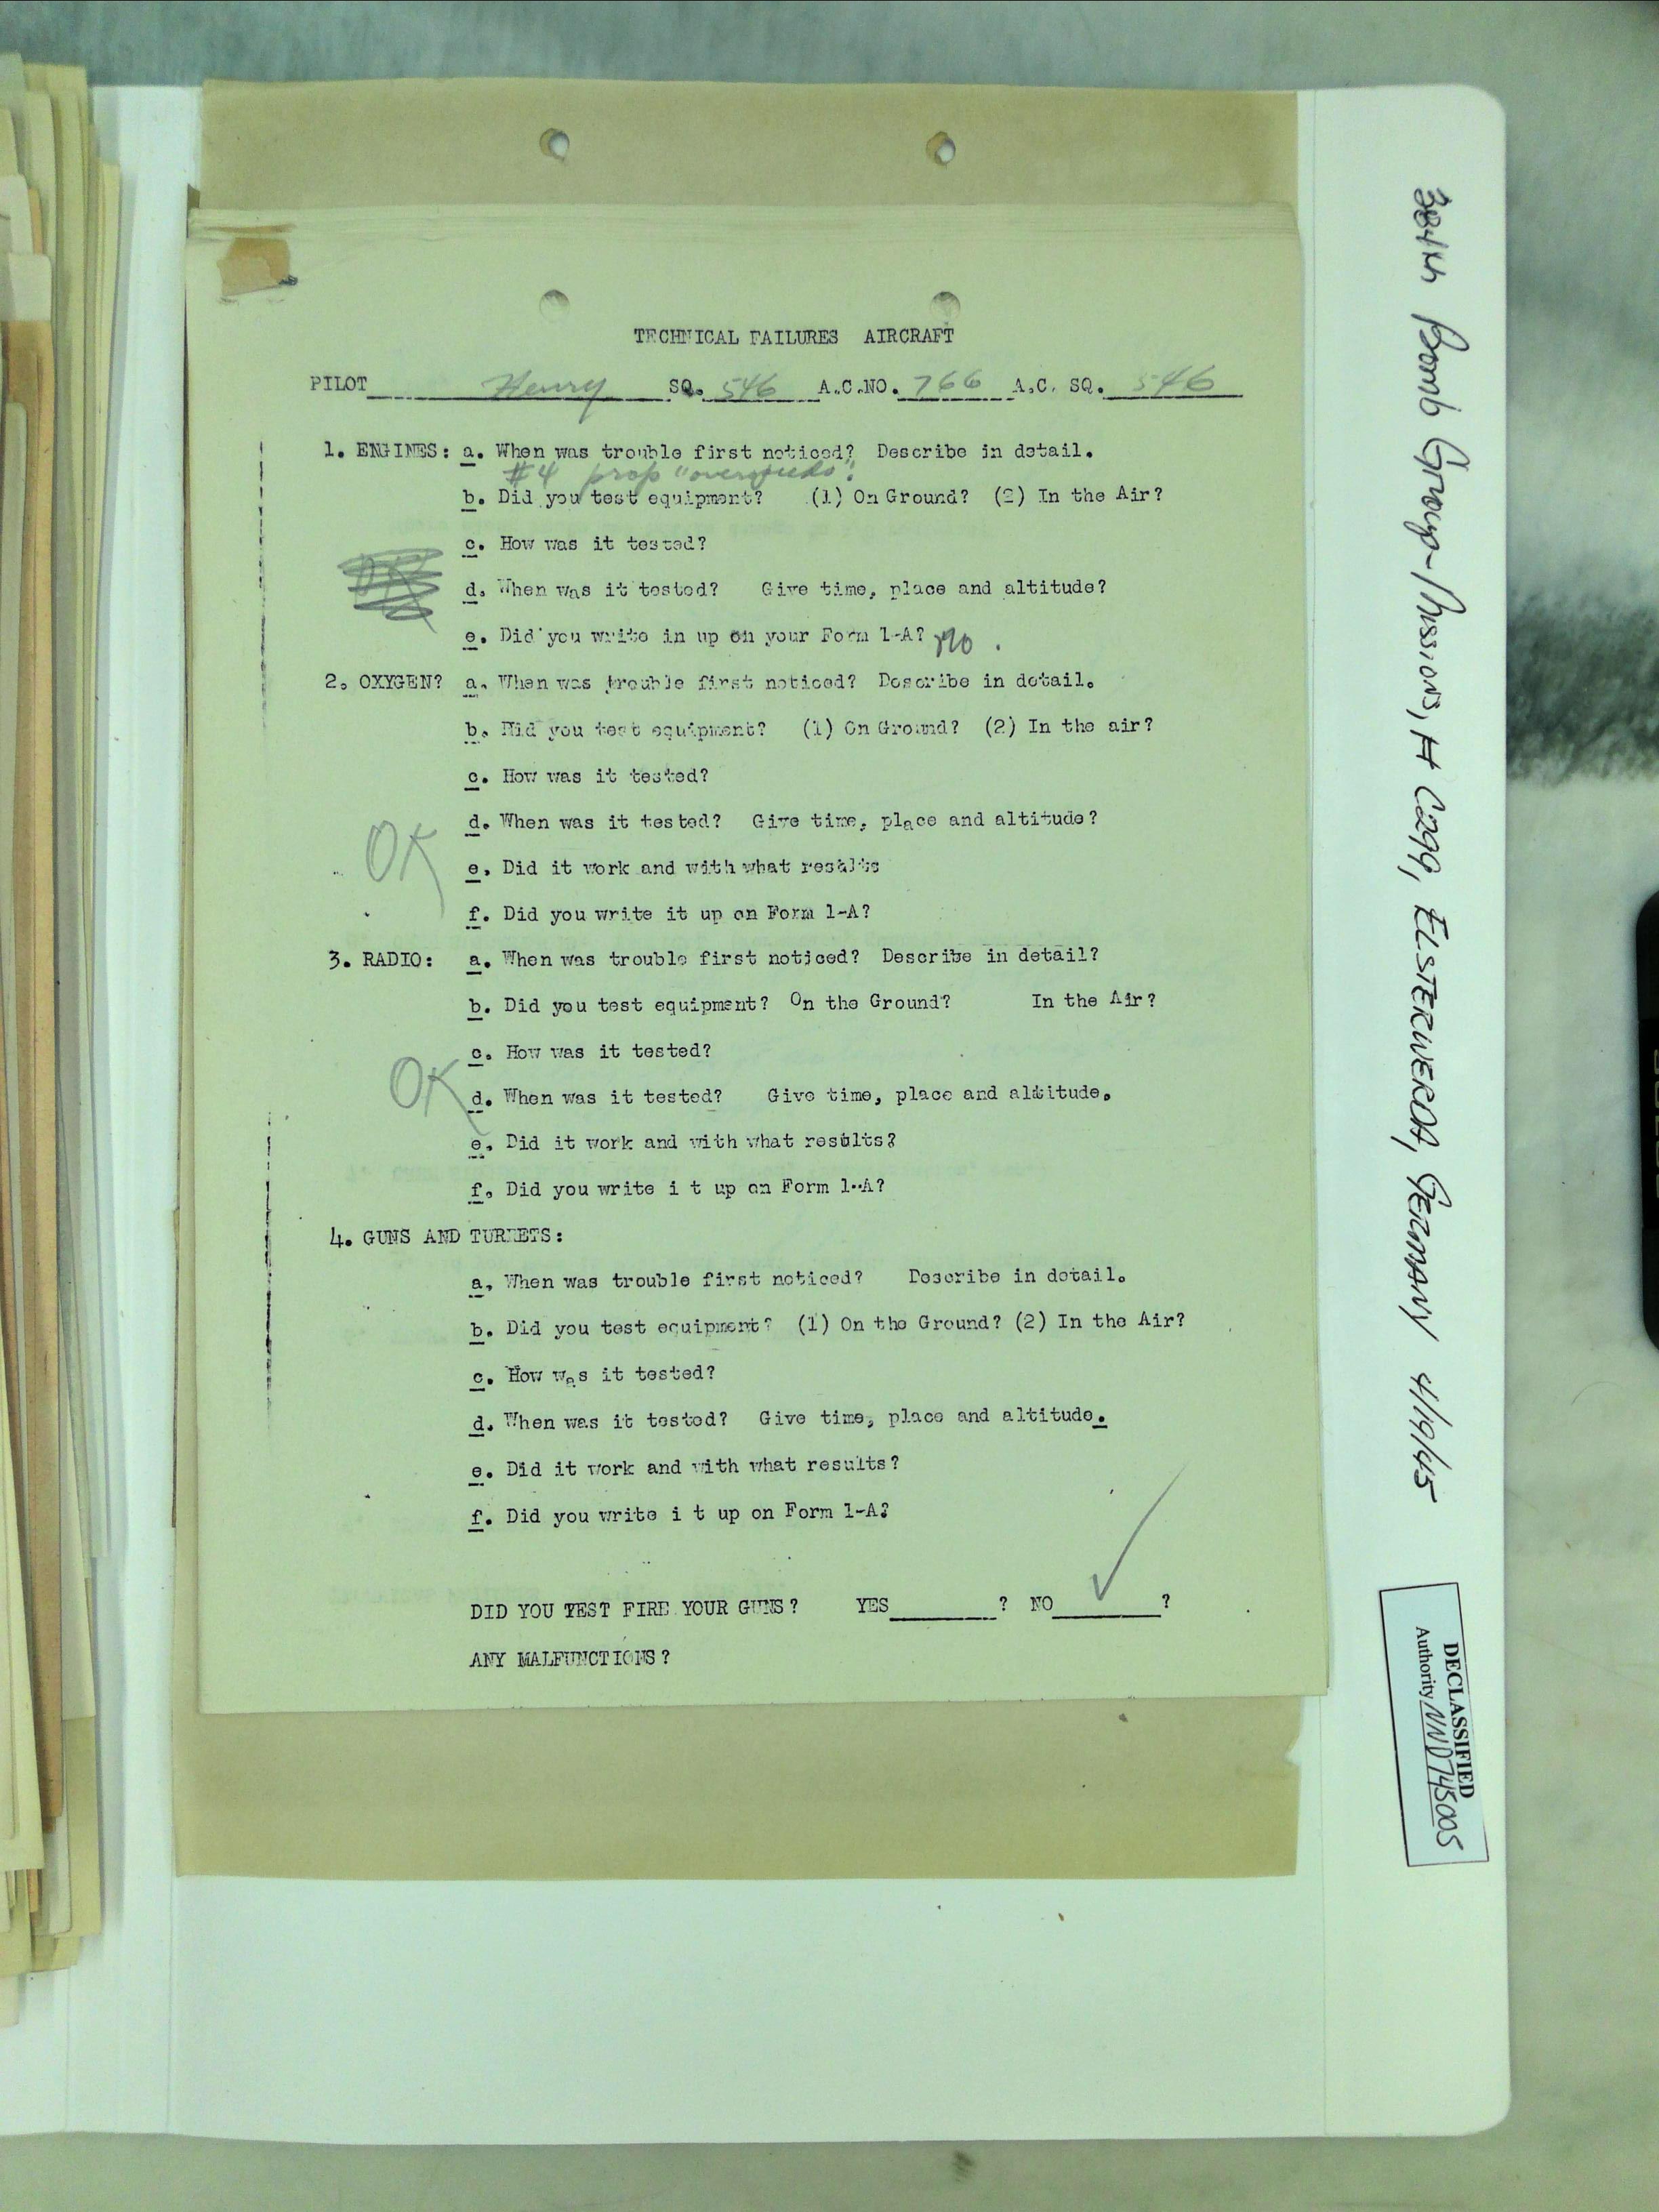 TECHNICAL FAILURES AIRCRAFT
PILOT Henry SQ. 546 A.C.NO. 766 A.C. SQ. 546
1. ENGINES: a. When was trouble first noticed? Describe in detail.
#4 prop "overspeeds".
b. Did you test equipment? (1) On Ground? (2) In the Air?
c. How was it tested?
d. When was it tested? Give time, place and altitude?
e. Did you write in up on your Form 1-A? no.
2. OXYGEN? a. When was trouble first noticed? Describe in detail.
b. Did you test equipment? (1) On Ground? (2) In the air?
c. How was it tested?
d. When was it tested? Give time, place and altitude?
OK
e. Did it work and with what results
f. Did you write it up on Form 1-A?
3. RADIO: a. When was trouble first noticed? Describe in detail?
b. Did you test equipment? On the Ground? In the Air?
c. How was it tested?
OK
d. When was it tested? Give time, place and altitude.
e. Did it work and with what results?
f. Did you write i t up on Form 1-A?
4. GUNS AND TURRETS:
a. When was trouble first noticed? Describe in detail.
b. Did you test equipment? (1) On the Ground? (2) In the Air?
c. How was it tested?
d. When was it tested? Give time, place and altitude.
e. Did it work and with what results?
f. Did you write i t up on Form 1-A?
DID YOU TEST FIRE YOUR GUNS? YES ? NO ✓ ?
ANY MALFUNCTIONS?
384th Bomb Group-Missions, # C299, ELSTERWERDA, GERMANY 4/19/45
DECLASSIFIED
Authority NND745005